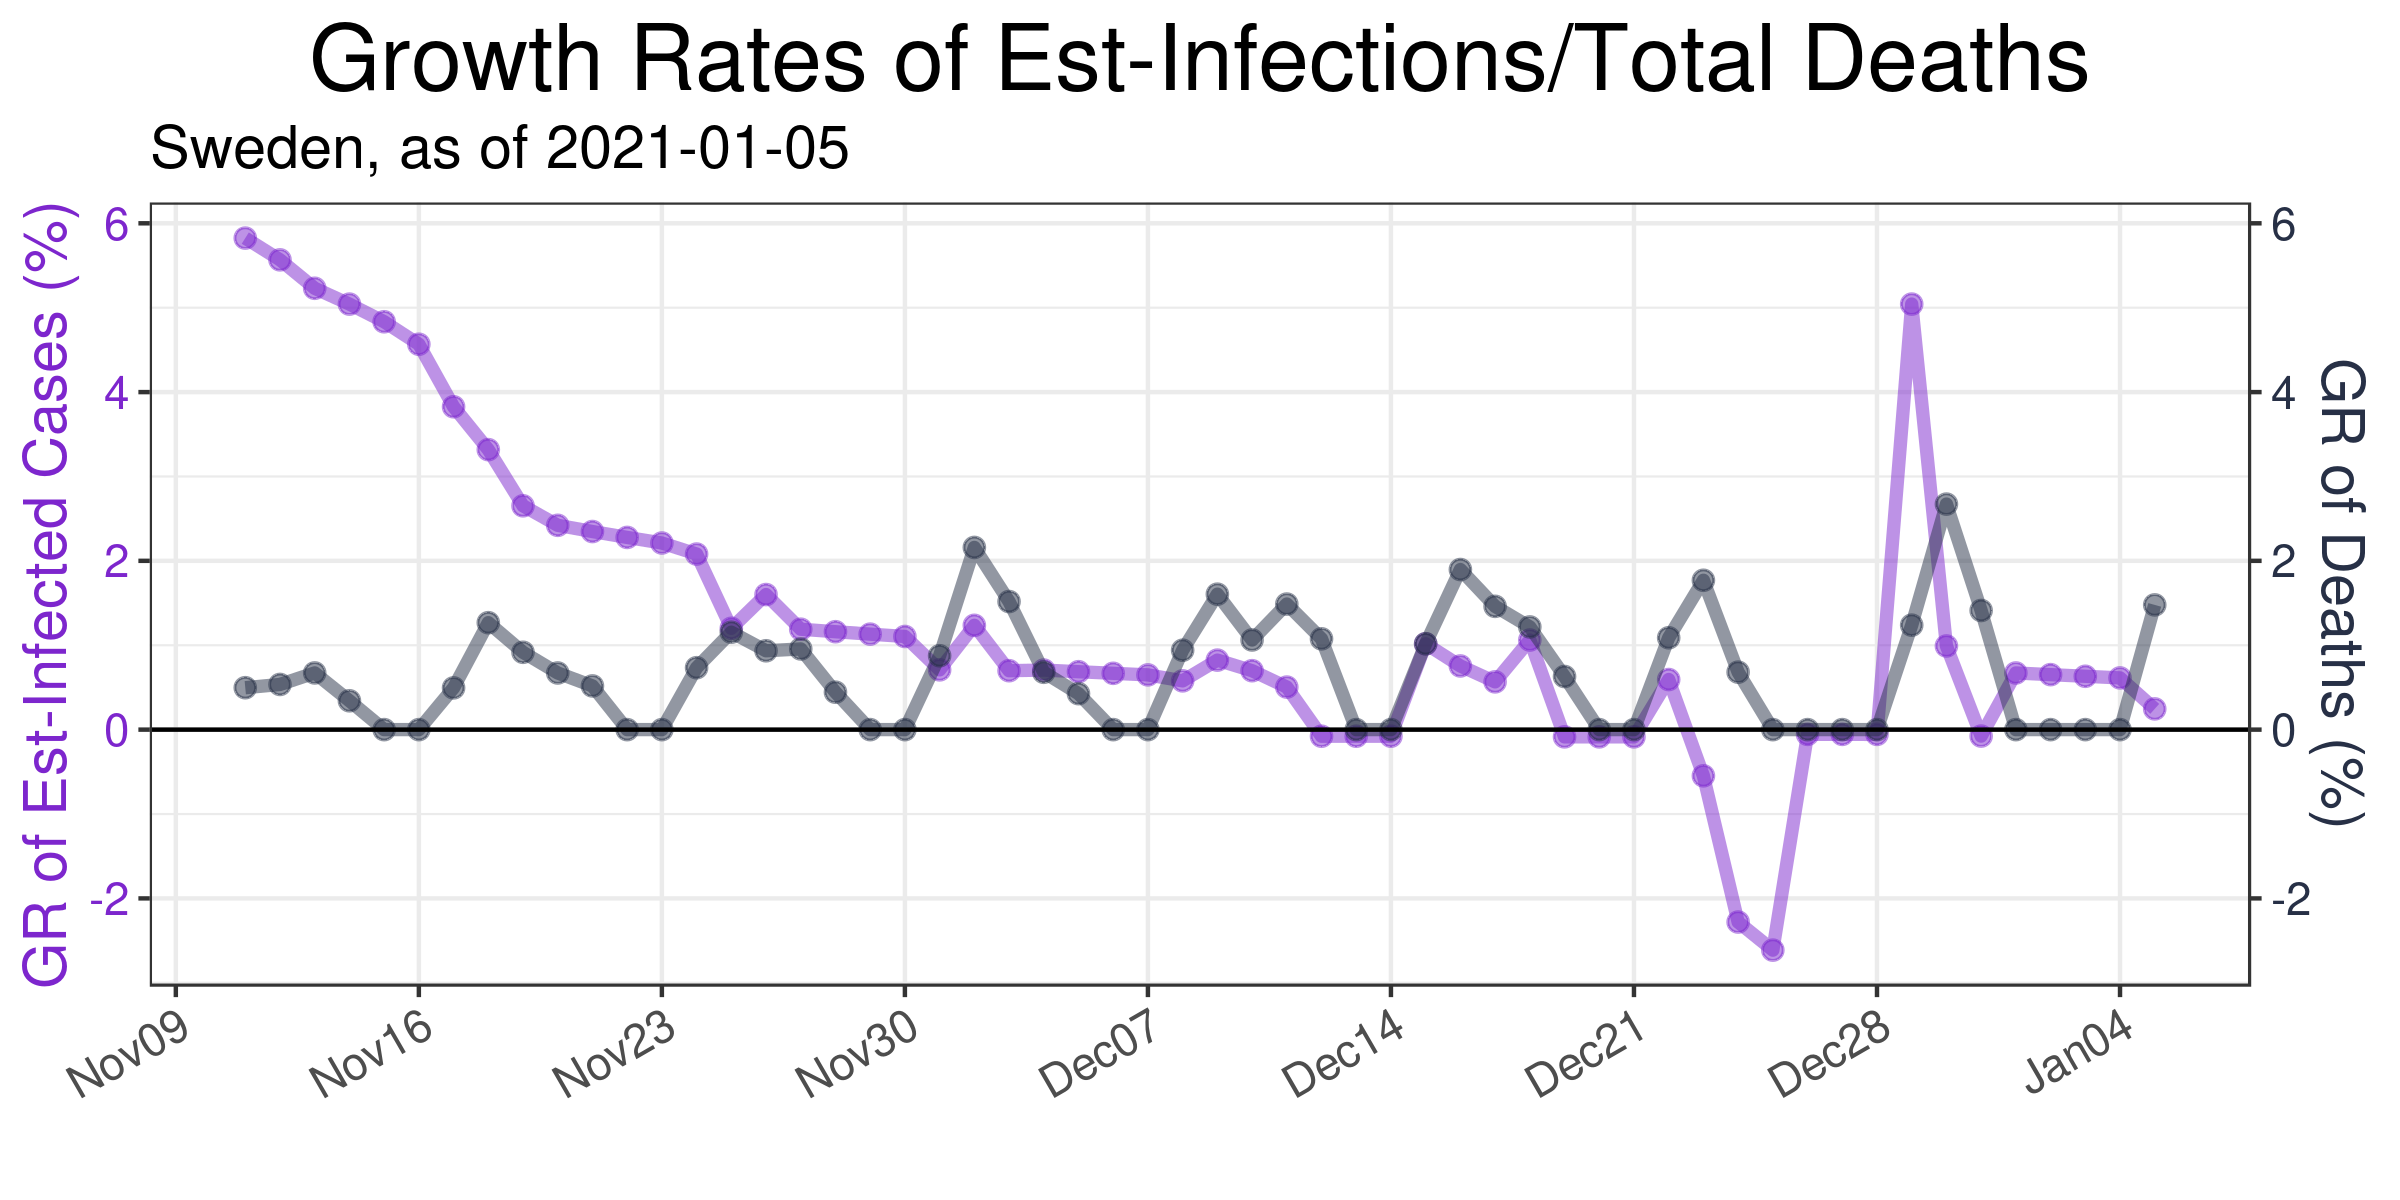 Growth Rates of Est-Infections/Total Deaths
Sweden, as of 2021-01-05
GR of Est-Infected Cases (%)
6
4
2
0
-2
6
4
2
0
-2
GR of Deaths (%)
Nov09
Nov16
Nov23
Nov30
Dec07
Dec14
Dec21
Dec28
Jan04